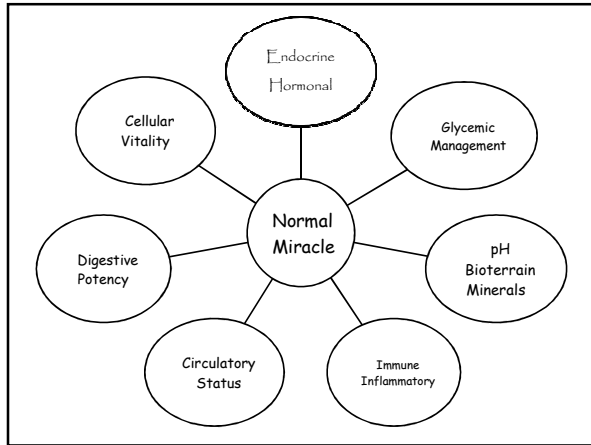 Endocrine
Hormonal
Cellular
Vitality
Glycemic
Management
Normal
Miracle
Digestive
Potency
pH
Bioterrain
Minerals
Circulatory
Status
Immune
Inflammatory